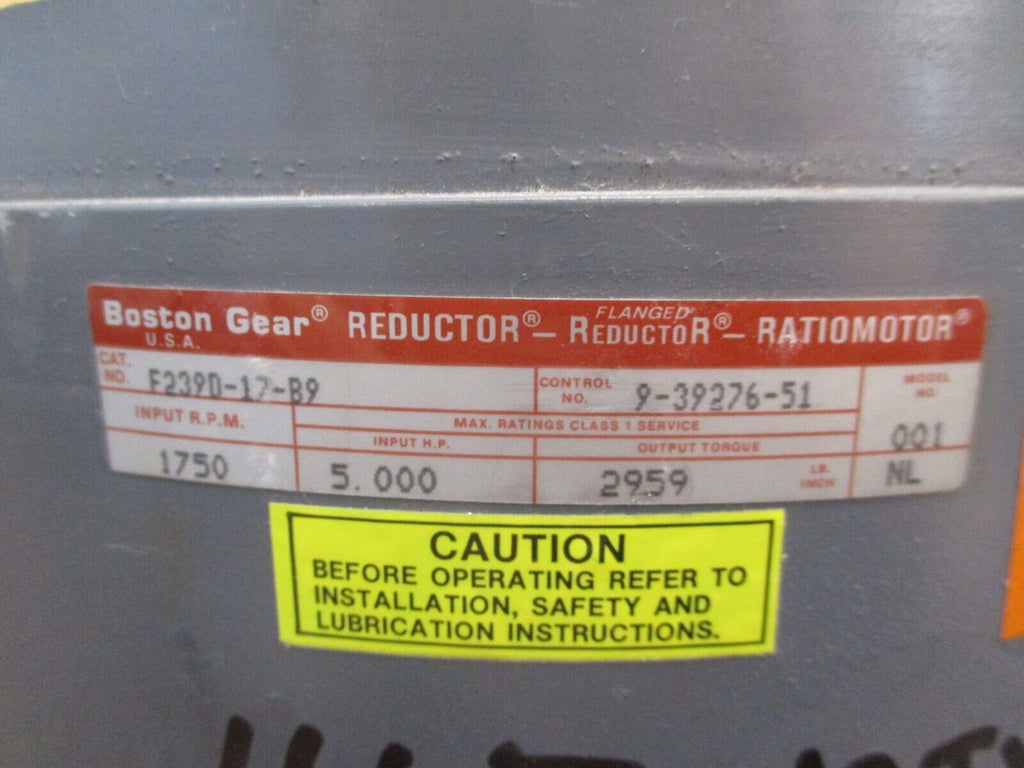 Boston Gear® REDUCTOR® – FLANGED REDUCTOR® – RATIOMOTOR®
U.S.A.
CAT. NO. F239D-17-B9
CONTROL NO. 9-39276-51
MODEL NO. 001 NL
INPUT R.P.M. 1750
MAX. RATINGS CLASS 1 SERVICE
INPUT H.P. 5.000
OUTPUT TORQUE 2959 LB. INCH
CAUTION
BEFORE OPERATING REFER TO
INSTALLATION, SAFETY AND
LUBRICATION INSTRUCTIONS.